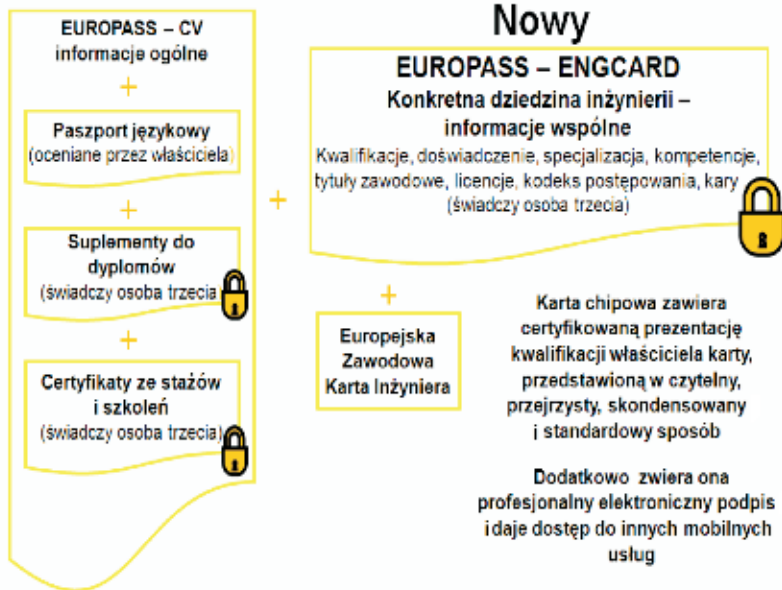 EUROPASS – CV
informacje ogólne
+
Paszport językowy
(oceniane przez właściciela)
+
Suplementy do
dyplomów
(świadczy osoba trzecia)
+
Certyfikaty ze stażów
i szkoleń
(świadczy osoba trzecia)
+
Nowy
EUROPASS – ENGCARD
Konkretna dziedzina inżynierii –
informacje wspólne
Kwalifikacje, doświadczenie, specjalizacja, kompetencje,
tytuły zawodowe, licencje, kodeks postępowania, kary
(świadczy osoba trzecia)
+
Europejska
Zawodowa
Karta Inżyniera
Karta chipowa zawiera
certyfikowaną prezentację
kwalifikacji właściciela karty,
przedstawioną w czytelny,
przejrzysty, skondensowany
i standardowy sposób
Dodatkowo zwiera ona
profesjonalny elektroniczny podpis
i daje dostęp do innych mobilnych
usług